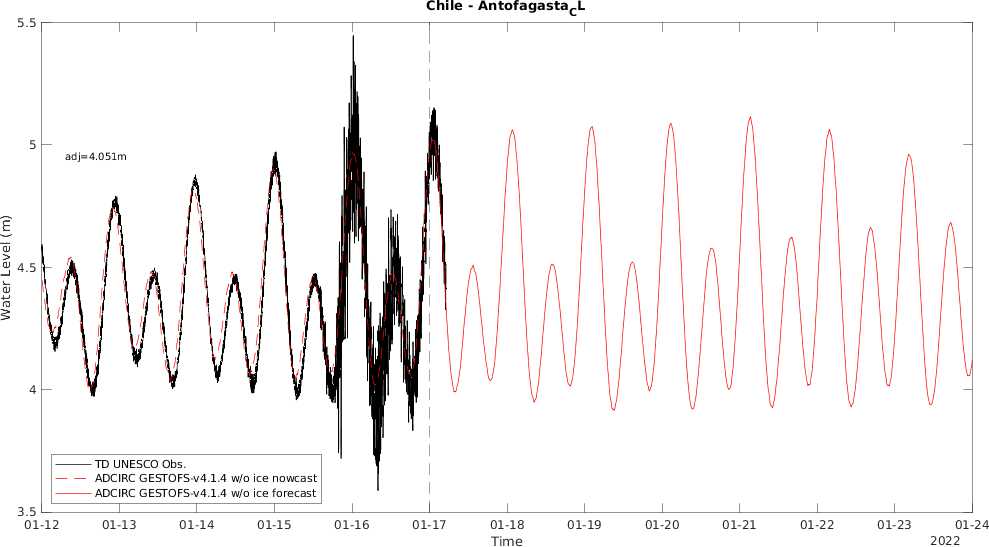 Chile - Antofagasta_CL
5.5
5
4.5
4
3.5
Water Level (m)
adj=4.051m
TD UNESCO Obs.
ADCIRC GESTOFS-v4.1.4 w/o ice nowcast
ADCIRC GESTOFS-v4.1.4 w/o ice forecast
01-12 01-13 01-14 01-15 01-16 01-17 01-18 01-19 01-20 01-21 01-22 01-23 01-24
Time
2022